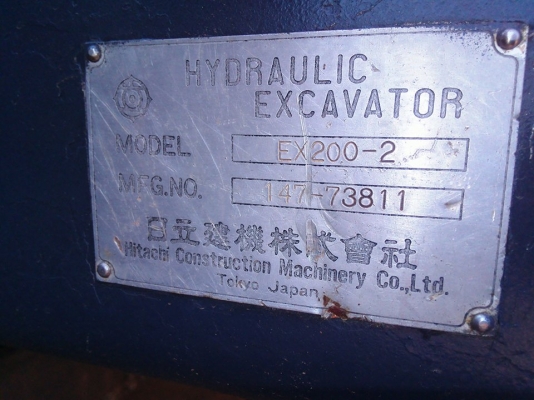 HYDRAULIC
EXCAVATOR
MODEL EX200-2
MFG.NO. 147-73811
日立建機株式會社
Hitachi Construction Machinery Co.,Ltd.
Tokyo Japan